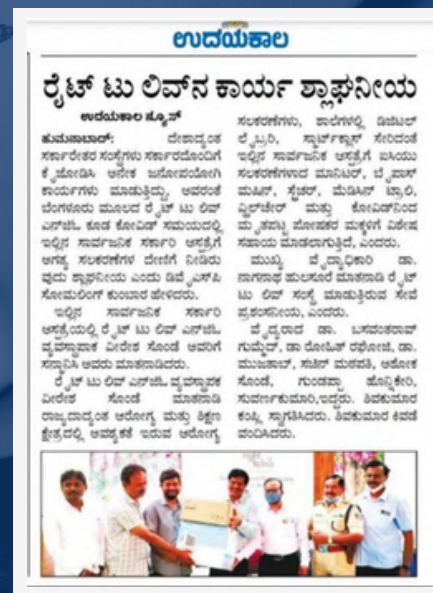 ಉದಯಕಾಲ
ರೈಟ್ ಟು ಲಿವ್‌ನ ಕಾರ್ಯ ಶ್ಲಾಘನೀಯ
ಉದಯಕಾಲ ನ್ಯೂಸ್
ಹುಮನಾಬಾದ್: ದೇಶಾದ್ಯಂತ
ಸರ್ಕಾರೇತರ ಸಂಸ್ಥೆಗಳು ಸರ್ಕಾರದೊಂದಿಗೆ
ಕೈಜೋಡಿಸಿ ಅನೇಕ ಜನೋಪಯೋಗಿ
ಕಾರ್ಯಗಳು ಮಾಡುತ್ತಿದ್ದು, ಅದರಂತೆ
ಬೆಂಗಳೂರು ಮೂಲದ ರೈಟ್ ಟು ಲಿವ್
ಎನ್‌ಜಿಓ ಕೂಡ ಕೋವಿಡ್ ಸಮಯದಲ್ಲಿ
ಇಲ್ಲಿನ ಸಾರ್ವಜನಿಕ ಸರ್ಕಾರಿ ಆಸ್ಪತ್ರೆಗೆ
ಅಗತ್ಯ ಸಲಕರಣೆಗಳ ದೇಣಿಗೆ ನೀಡಿರು
ವುದು ಶ್ಲಾಘನೀಯ ಎಂದು ಡಿವೈಎಸ್‌ಪಿ
ಸೋಮಲಿಂಗ್ ಕುಂಬಾರ ಹೇಳಿದರು.
ಇಲ್ಲಿನ ಸಾರ್ವಜನಿಕ ಸರ್ಕಾರಿ
ಆಸ್ಪತ್ರೆಯಲ್ಲಿ ರೈಟ್ ಟು ಲಿವ್ ಎನ್‌ಜಿಓ
ವ್ಯವಸ್ಥಾಪಕ ವೀರೇಶ ಸೊಂಡೆ ಅವರಿಗೆ
ಸನ್ಮಾನಿಸಿ ಅವರು ಮಾತನಾಡಿದರು.
ರೈಟ್ ಟು ಲಿವ್ ಎನ್‌ಜಿಓ ವ್ಯವಸ್ಥಾಪಕ
ವೀರೇಶ ಸೊಂಡೆ ಮಾತನಾಡಿ
ರಾಜ್ಯದಾದ್ಯಂತ ಆರೋಗ್ಯ ಮತ್ತು ಶಿಕ್ಷಣ
ಕ್ಷೇತ್ರದಲ್ಲಿ ಅವಶ್ಯಕತೆ ಇರುವ ಆರೋಗ್ಯ
ಸಲಕರಣೆಗಳು, ಶಾಲೆಗಳಲ್ಲಿ ಡಿಜಿಟಲ್
ಲೈಬ್ರರಿ, ಸ್ಮಾರ್ಟ್‌ಕ್ಲಾಸ್ ಸೇರಿದಂತೆ
ಇಲ್ಲಿನ ಸಾರ್ವಜನಿಕ ಆಸ್ಪತ್ರೆಗೆ ಐಸಿಯು
ಸಲಕರಣೆಗಳಾದ ಮಾನಿಟರ್, ಬೈಪಾಸ್
ಮಷಿನ್, ಸ್ಟ್ರೆಚರ್, ಮೆಡಿಸಿನ್ ಟ್ರಾಲಿ,
ವ್ಹಿಲ್‌ಚೇರ್ ಮತ್ತು ಕೋವಿಡ್‌ನಿಂದ
ಮೃತಪಟ್ಟ ಪೋಷಕರ ಮಕ್ಕಳಿಗೆ ವಿಶೇಷ
ಸಹಾಯ ಮಾಡಲಾಗುತ್ತಿದೆ, ಎಂದರು.
ಮುಖ್ಯ ವೈದ್ಯಾಧಿಕಾರಿ ಡಾ.
ನಾಗನಾಥ ಹುಲಸೂರೆ ಮಾತನಾಡಿ ರೈಟ್
ಟು ಲಿವ್ ಸಂಸ್ಥೆ ಮಾಡುತ್ತಿರುವ ಸೇವೆ
ಪ್ರಶಂಸನೀಯ, ಎಂದರು.
ವೈದ್ಯರಾದ ಡಾ. ಬಸವಂತರಾವ್
ಗುಮ್ಮೆದ್, ಡಾ ರೋಹಿತ್ ರಘೋಜಿ, ಡಾ.
ಮುಜತಾಬ್, ಸಚಿನ್ ಮಠಪತಿ, ಅಶೋಕ
ಸೊಂಡೆ, ಗುಂಡಪ್ಪಾ ಹೊನ್ನಿಕೇರಿ,
ಸುವರ್ಣಕುಮಾರಿ,ಇದ್ದರು. ಶಿವಕುಮಾರ
ಕಂಪ್ಲಿ ಸ್ವಾಗತಿಸಿದರು. ಶಿವಕುಮಾರ ಕಿವಡೆ
ವಂದಿಸಿದರು.